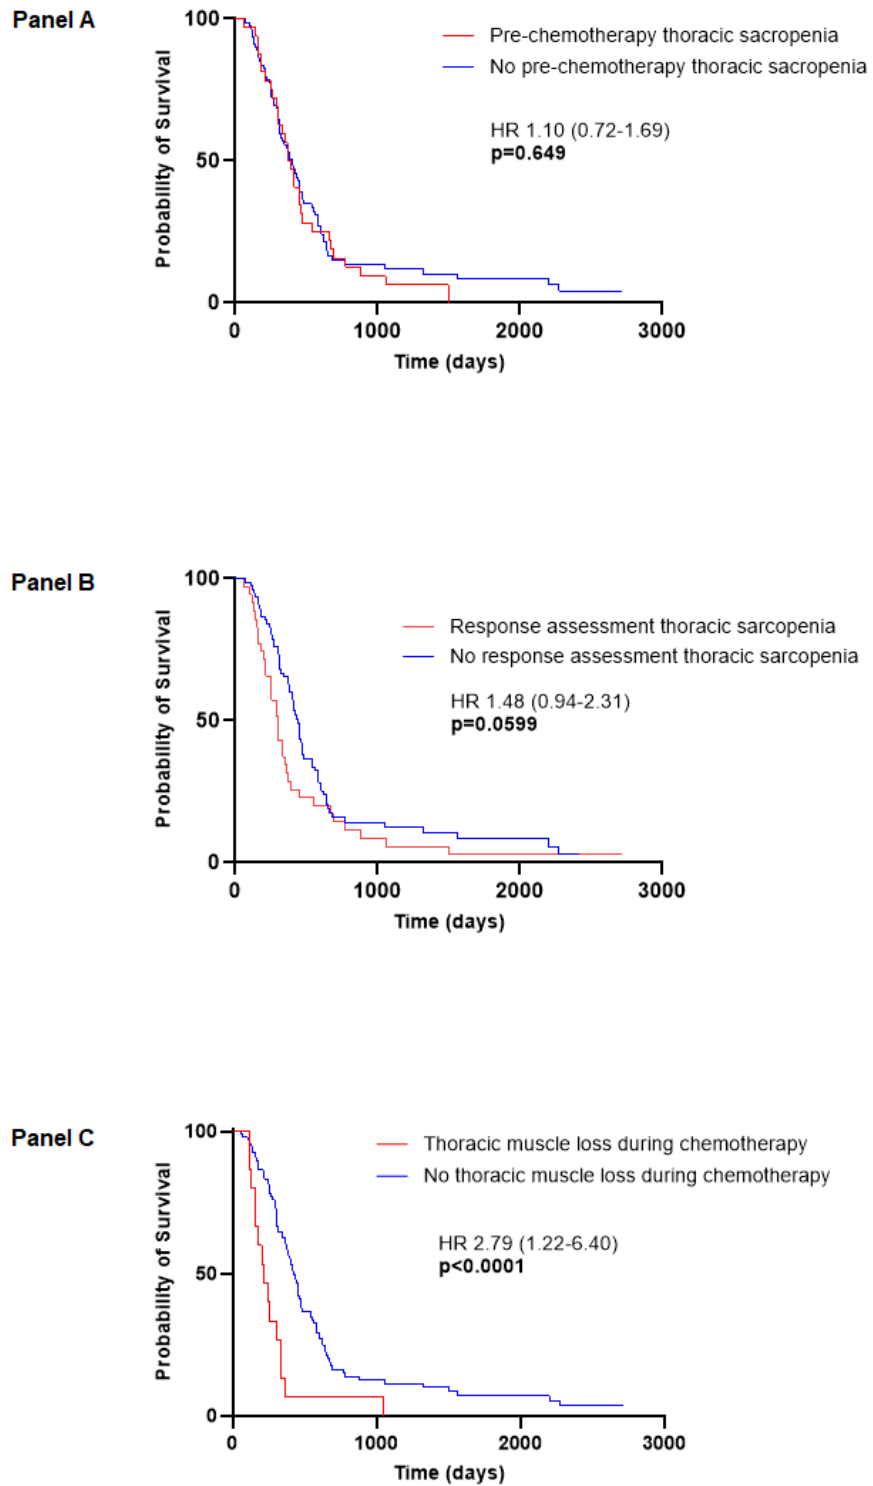 Panel A
Probability of Survival
100
50
0
0 1000 2000 3000
Time (days)
Pre-chemotherapy thoracic sacropenia
No pre-chemotherapy thoracic sacropenia
HR 1.10 (0.72-1.69)
p=0.649
Panel B
Probability of Survival
100
50
0
0 1000 2000 3000
Time (days)
Response assessment thoracic sarcopenia
No response assessment thoracic sarcopenia
HR 1.48 (0.94-2.31)
p=0.0599
Panel C
Probability of Survival
100
50
0
0 1000 2000 3000
Time (days)
Thoracic muscle loss during chemotherapy
No thoracic muscle loss during chemotherapy
HR 2.79 (1.22-6.40)
p<0.0001